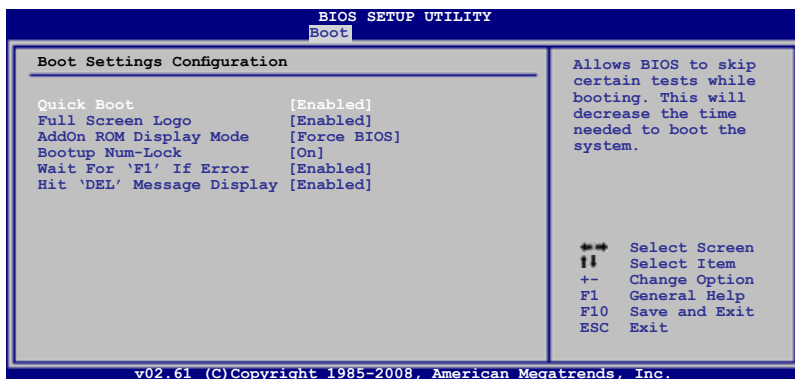 BIOS SETUP UTILITY
Boot
Boot Settings Configuration
Quick Boot [Enabled]
Full Screen Logo [Enabled]
AddOn ROM Display Mode [Force BIOS]
Bootup Num-Lock [On]
Wait For ‘F1’ If Error [Enabled]
Hit ‘DEL’ Message Display [Enabled]
Allows BIOS to skip
certain tests while
booting. This will
decrease the time
needed to boot the
system.
←→ Select Screen
↑↓ Select Item
+- Change Option
F1 General Help
F10 Save and Exit
ESC Exit
v02.61 (C)Copyright 1985-2008, American Megatrends, Inc.